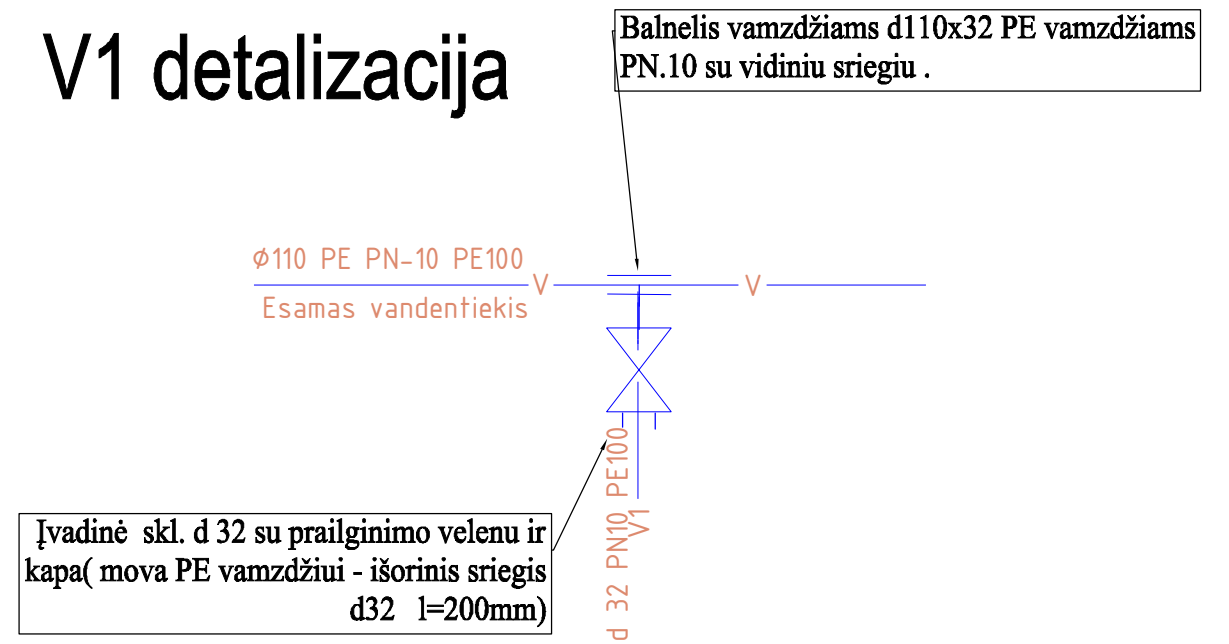 V1 detalizacija
Balnelis vamzdžiams d110x32 PE vamzdžiams
PN.10 su vidiniu sriegiu .
Φ110 PE PN-10 PE100
V
V
Esamas vandentiekis
d 32 PN10 PE100
V1
Įvadinė skl. d 32 su prailginimo velenu ir
kapa( mova PE vamzdžiui - išorinis sriegis
d32 l=200mm)